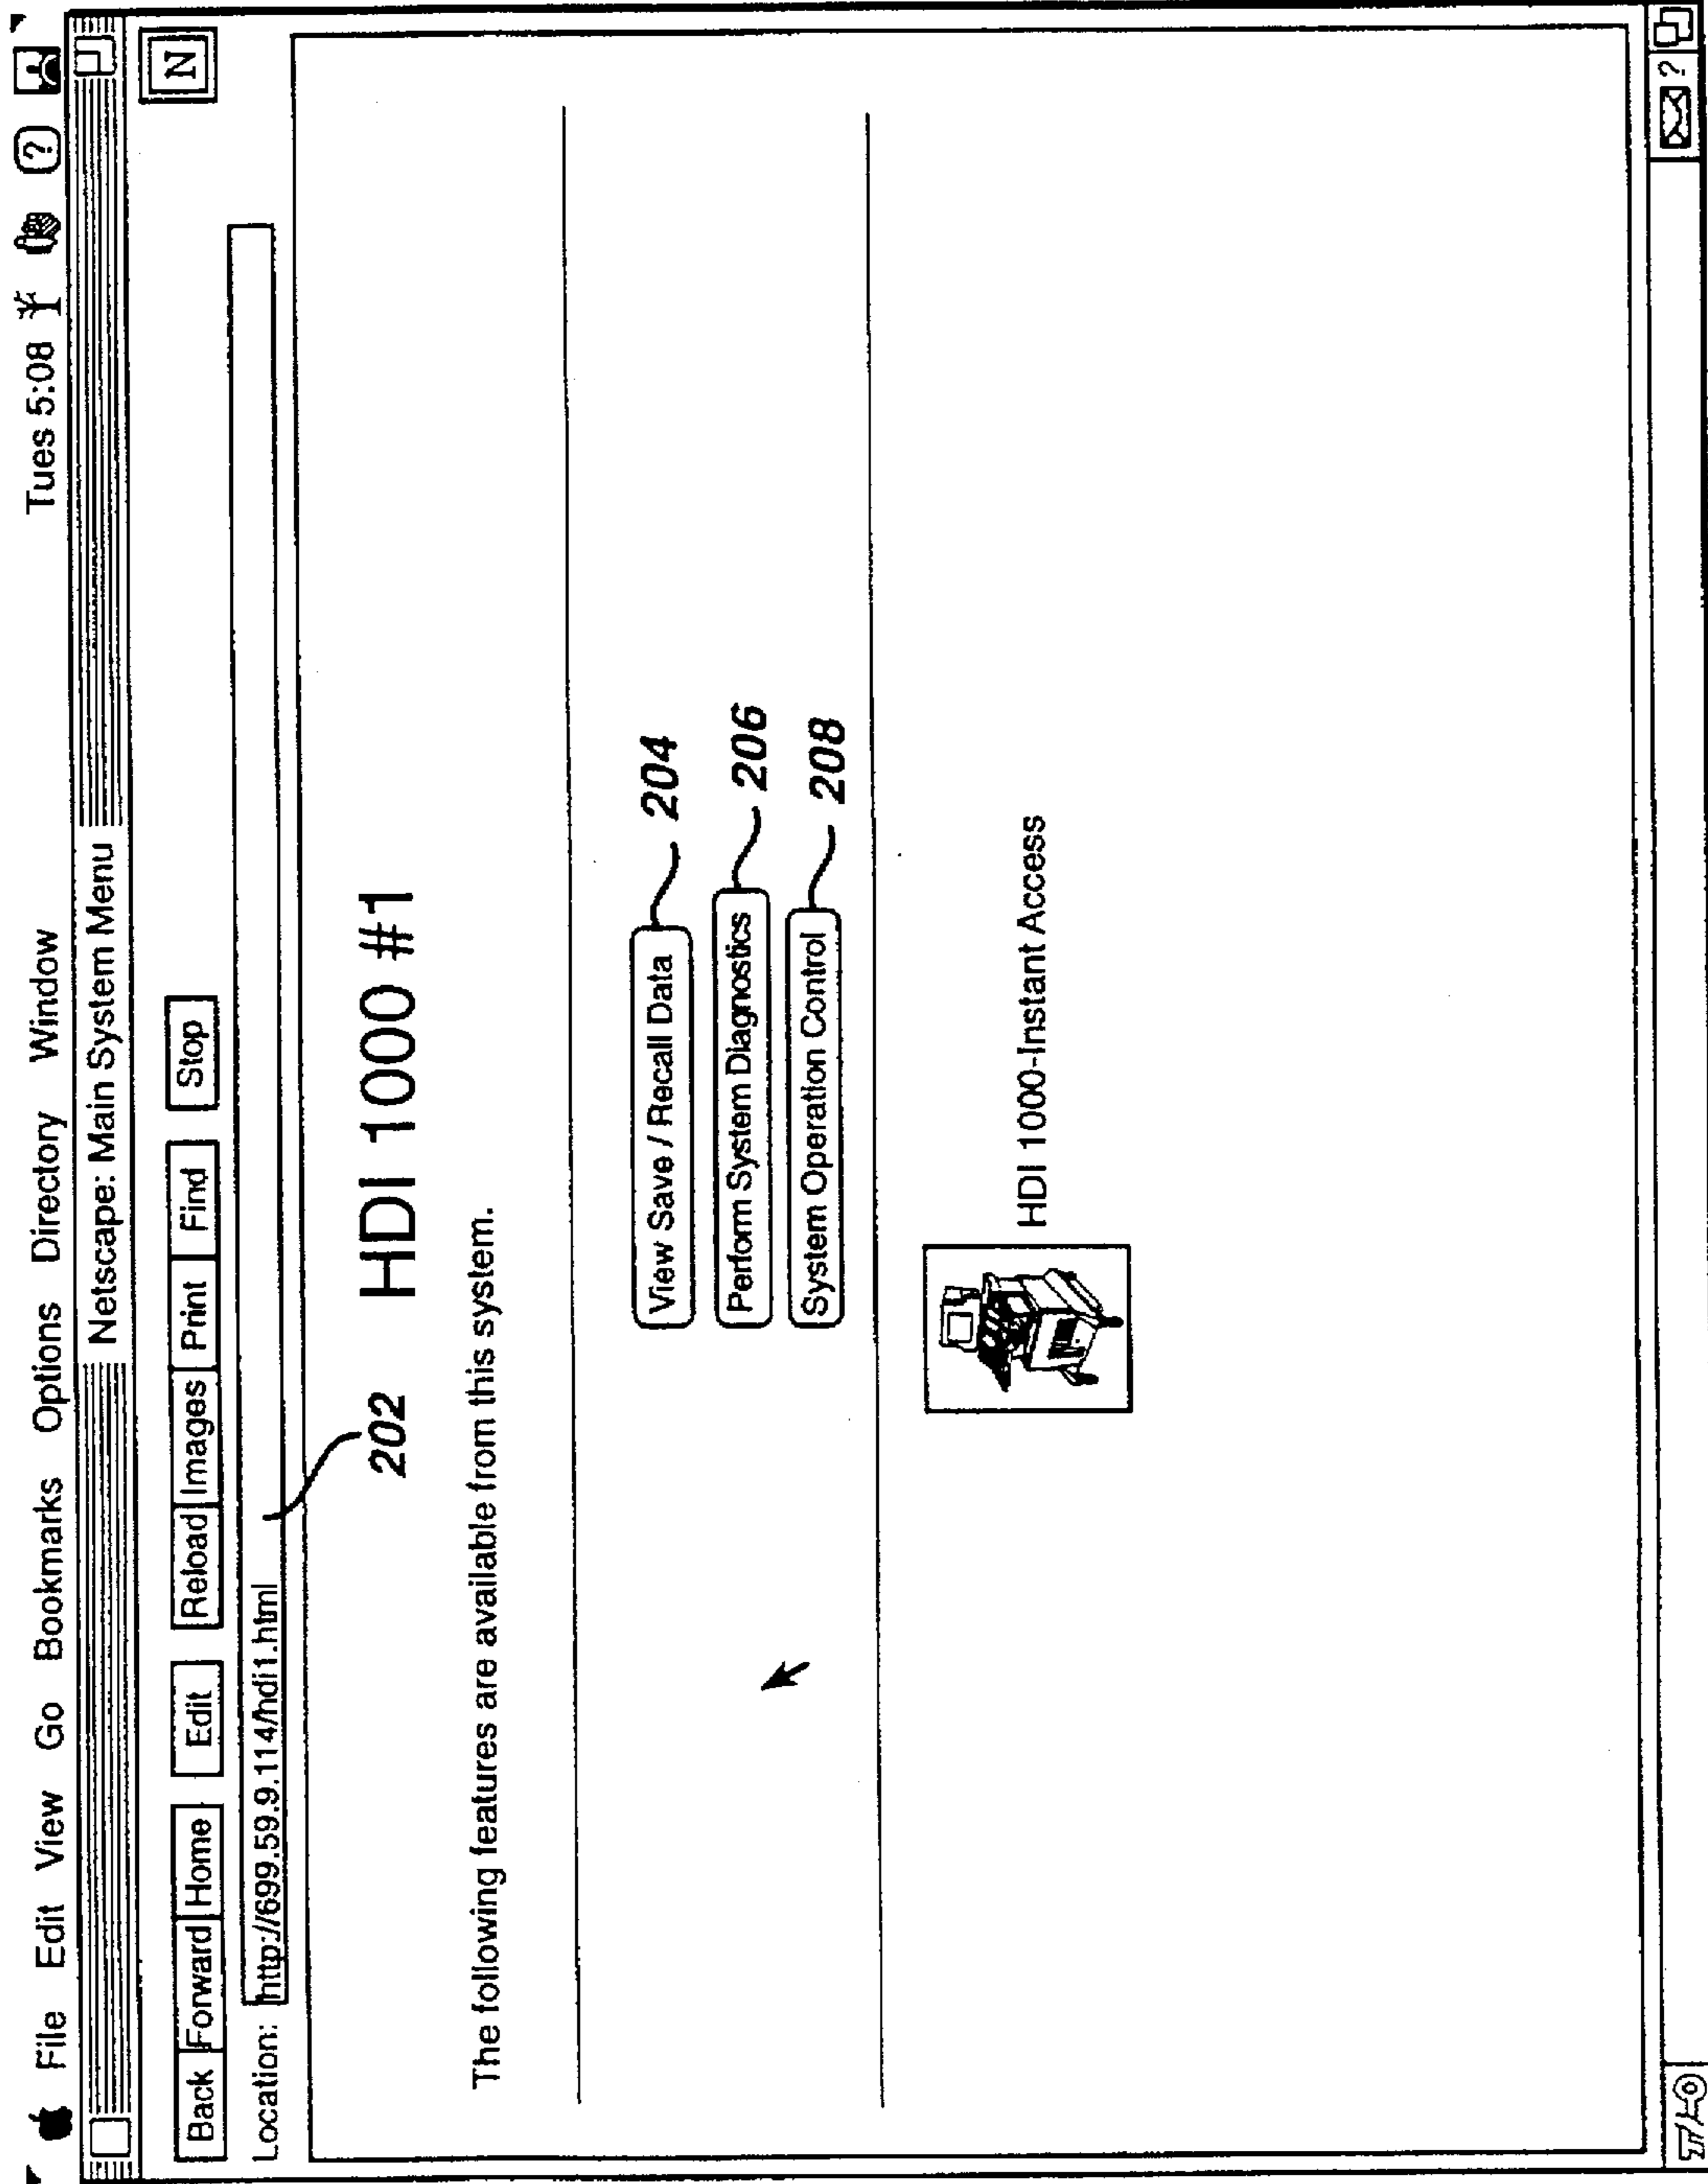 File Edit View Go Bookmarks Options Directory Window Tues 5:08 ?
Netscape: Main System Menu
Back Forward Home Edit Reload Images Print Find Stop N
Location: http://699.59.9.114/hdi1.html
202
HDI 1000 #1
The following features are available from this system.
View Save / Recall Data 204
Perform System Diagnostics 206
System Operation Control 208
HDI 1000-Instant Access
?